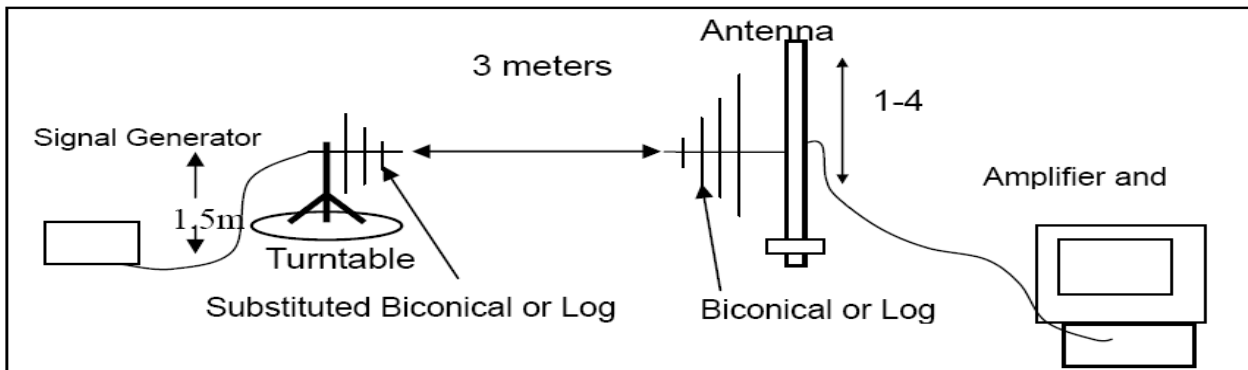 Antenna
3 meters
1-4
Signal Generator
1.5m
Amplifier and
Turntable
Substituted Biconical or Log
Biconical or Log